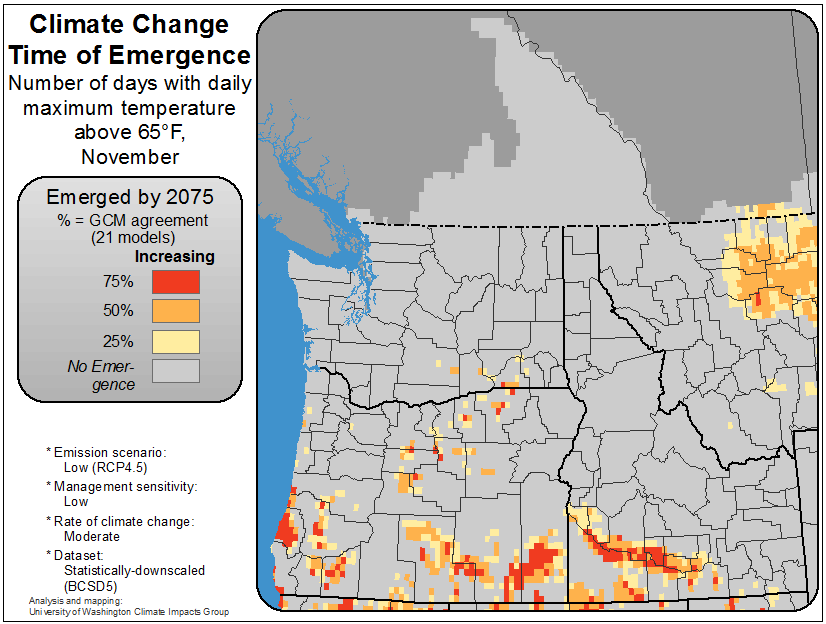 Climate Change
Time of Emergence
Number of days with daily
maximum temperature
above 65°F,
November
Emerged by 2075
% = GCM agreement
(21 models)
Increasing
75%
50%
25%
No Emer-
gence
* Emission scenario:
Low (RCP4.5)
* Management sensitivity:
Low
* Rate of climate change:
Moderate
* Dataset:
Statistically-downscaled
(BCSD5)
Analysis and mapping:
University of Washington Climate Impacts Group